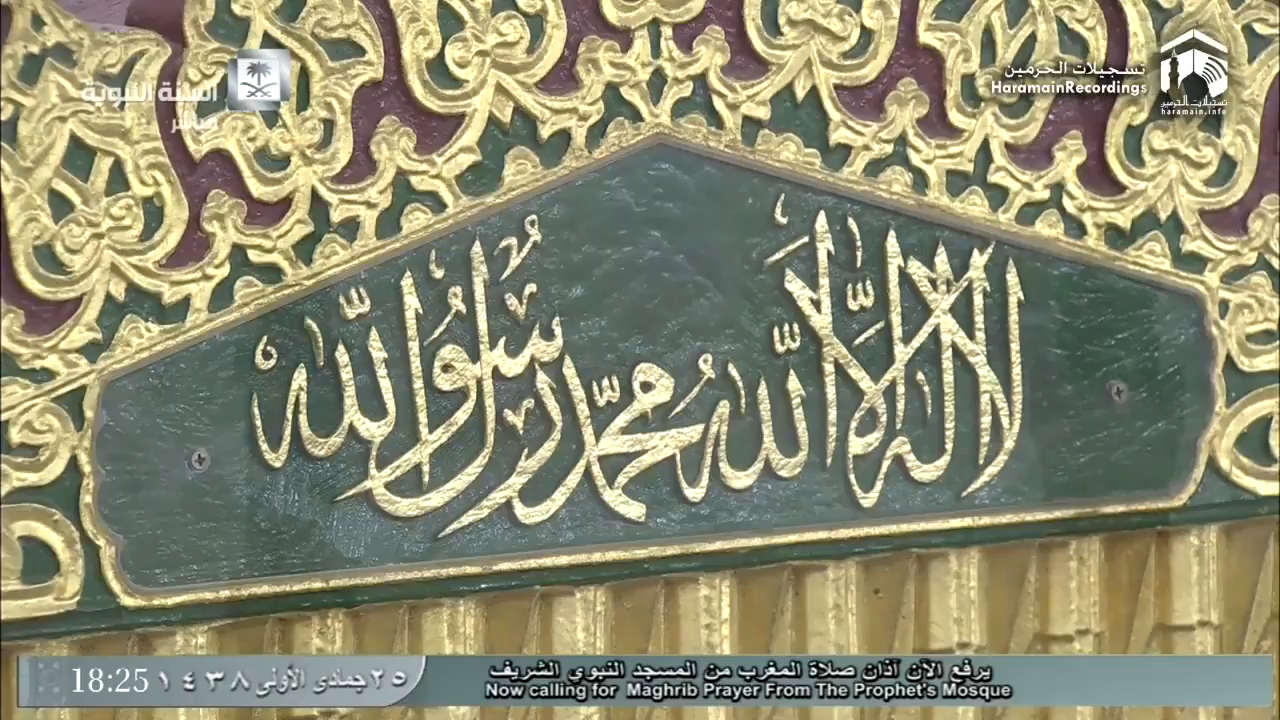 السنة النبوية
مباشر
تسجيلات الحرمين
HaramainRecordings
تسجيلات الحرمين
haramain.info
لا إله إلا الله محمد رسول الله
يرفع الآن آذان صلاة المغرب من المسجد النبوي الشريف
Now calling for Maghrib Prayer From The Prophet's Mosque
18:25 ٢٥ جمادى الأولى ١٤٣٨